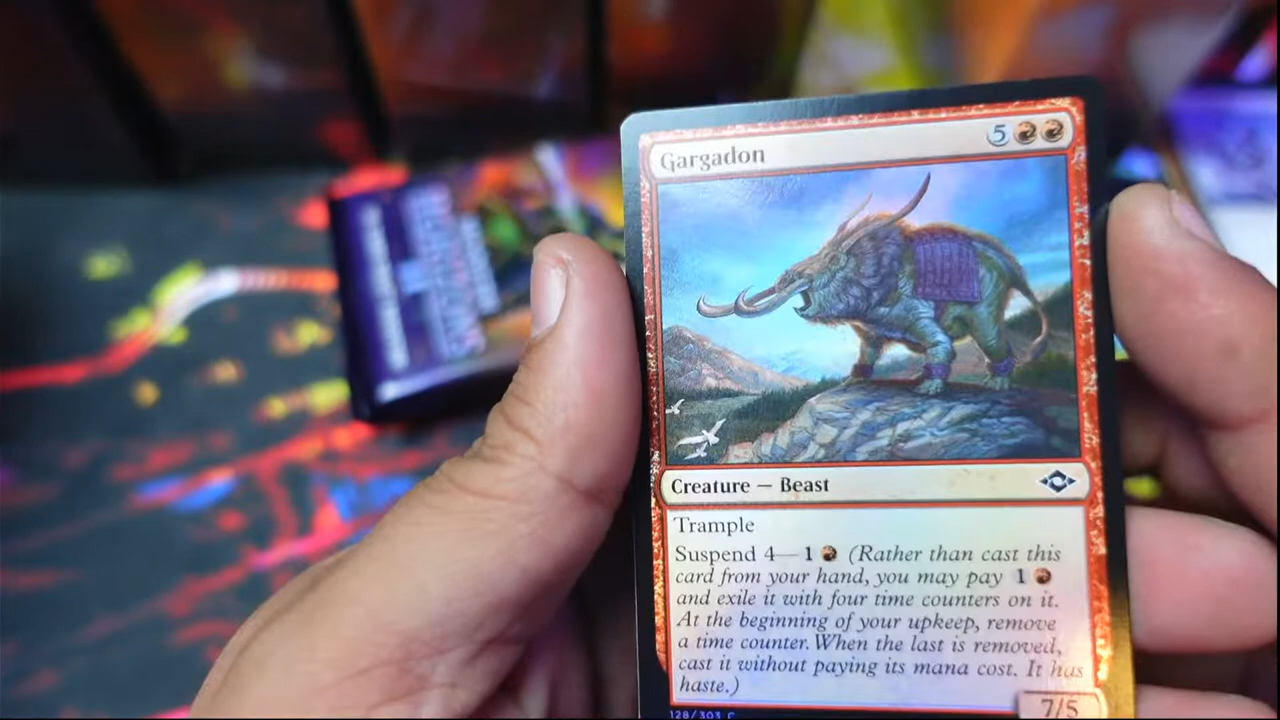 Gargadon
5
Creature — Beast
Trample
Suspend 4—1 (Rather than cast this
card from your hand, you may pay 1
and exile it with four time counters on it.
At the beginning of your upkeep, remove
a time counter. When the last is removed,
cast it without paying its mana cost. It has
haste.)
7/5
128/303 C